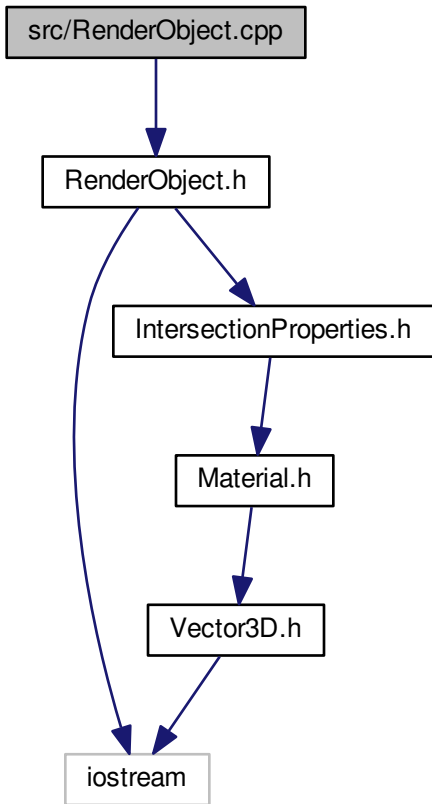 src/RenderObject.cpp
RenderObject.h
IntersectionProperties.h
Material.h
Vector3D.h
iostream